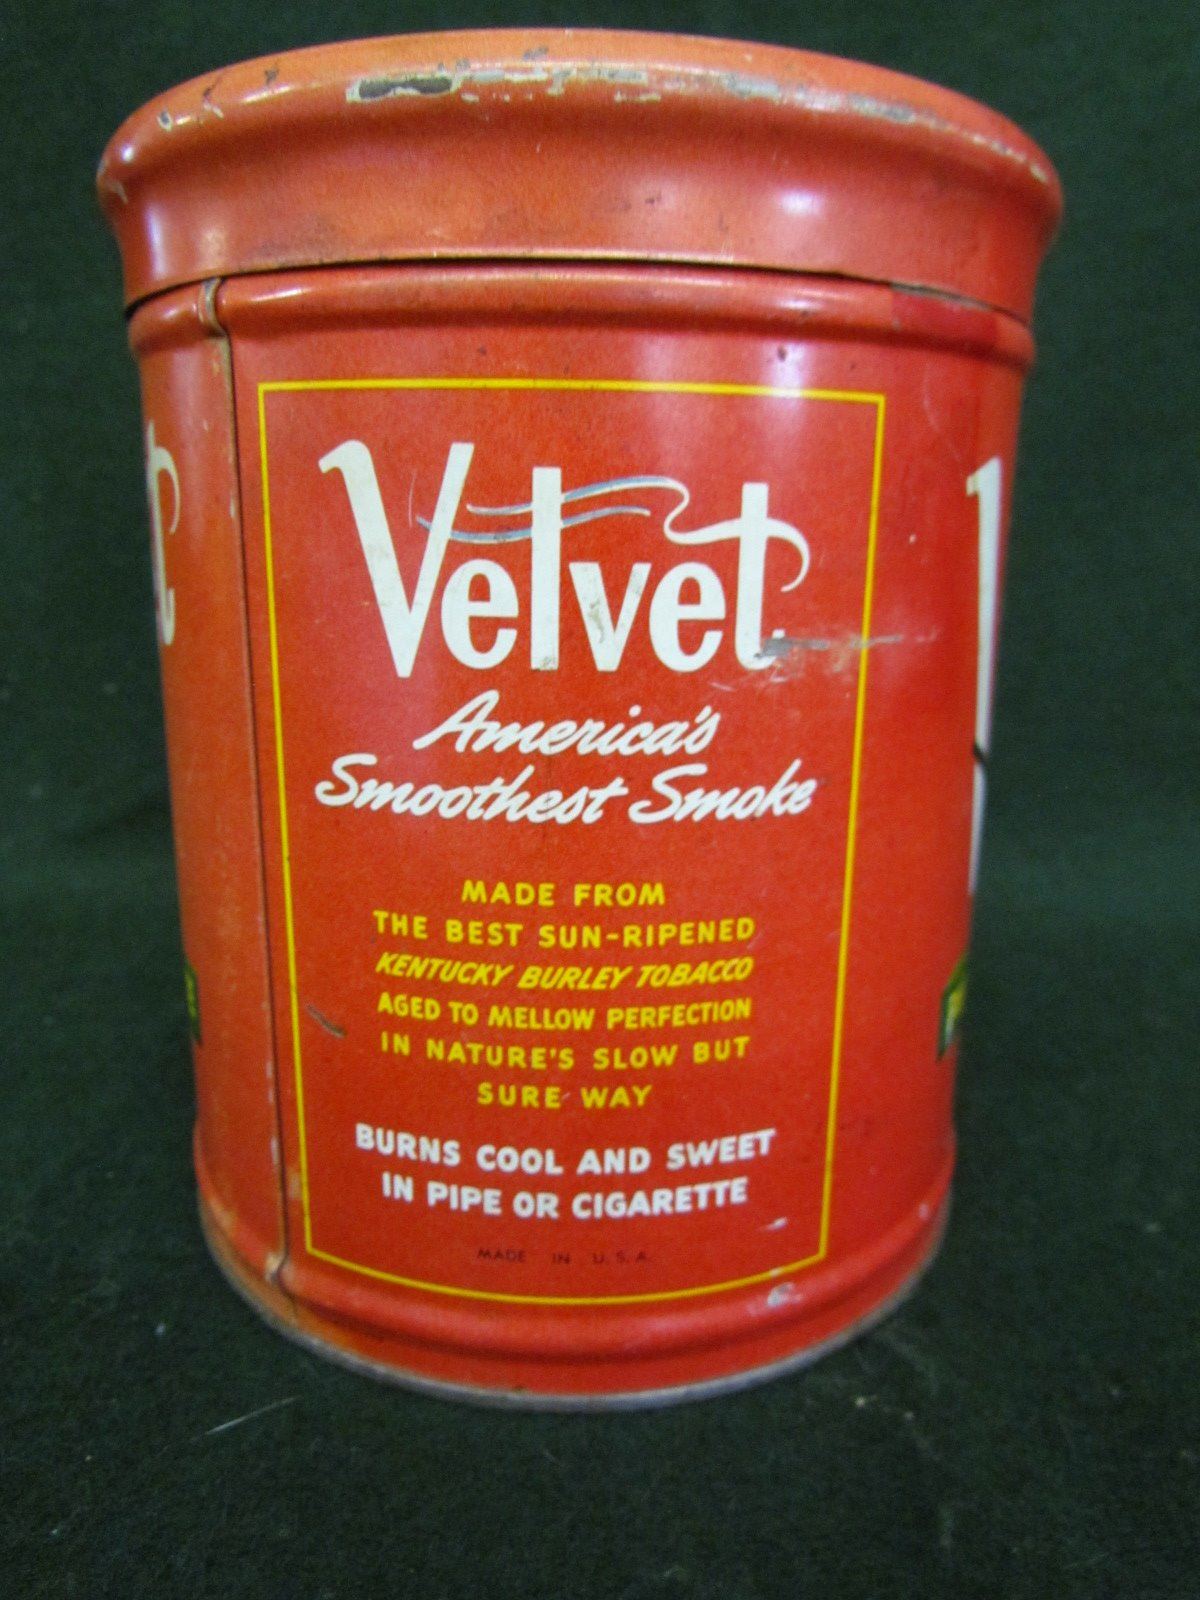 Velvet
America's
Smoothest Smoke
MADE FROM
THE BEST SUN-RIPENED
KENTUCKY BURLEY TOBACCO
AGED TO MELLOW PERFECTION
IN NATURE'S SLOW BUT
SURE WAY
BURNS COOL AND SWEET
IN PIPE OR CIGARETTE
MADE IN U.S.A.